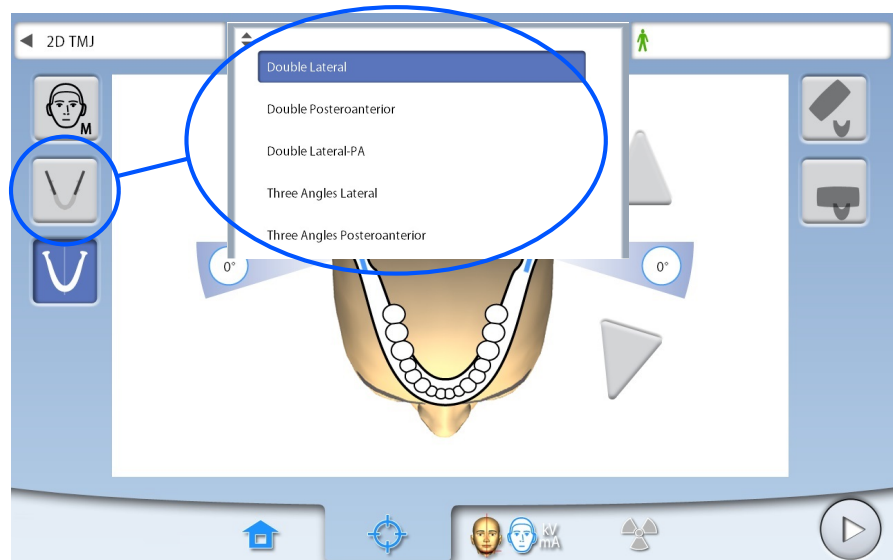 2D TMJ
Double Lateral
Double Posteroanterior
Double Lateral-PA
Three Angles Lateral
Three Angles Posteroanterior
M
0°
0°
kV
mA